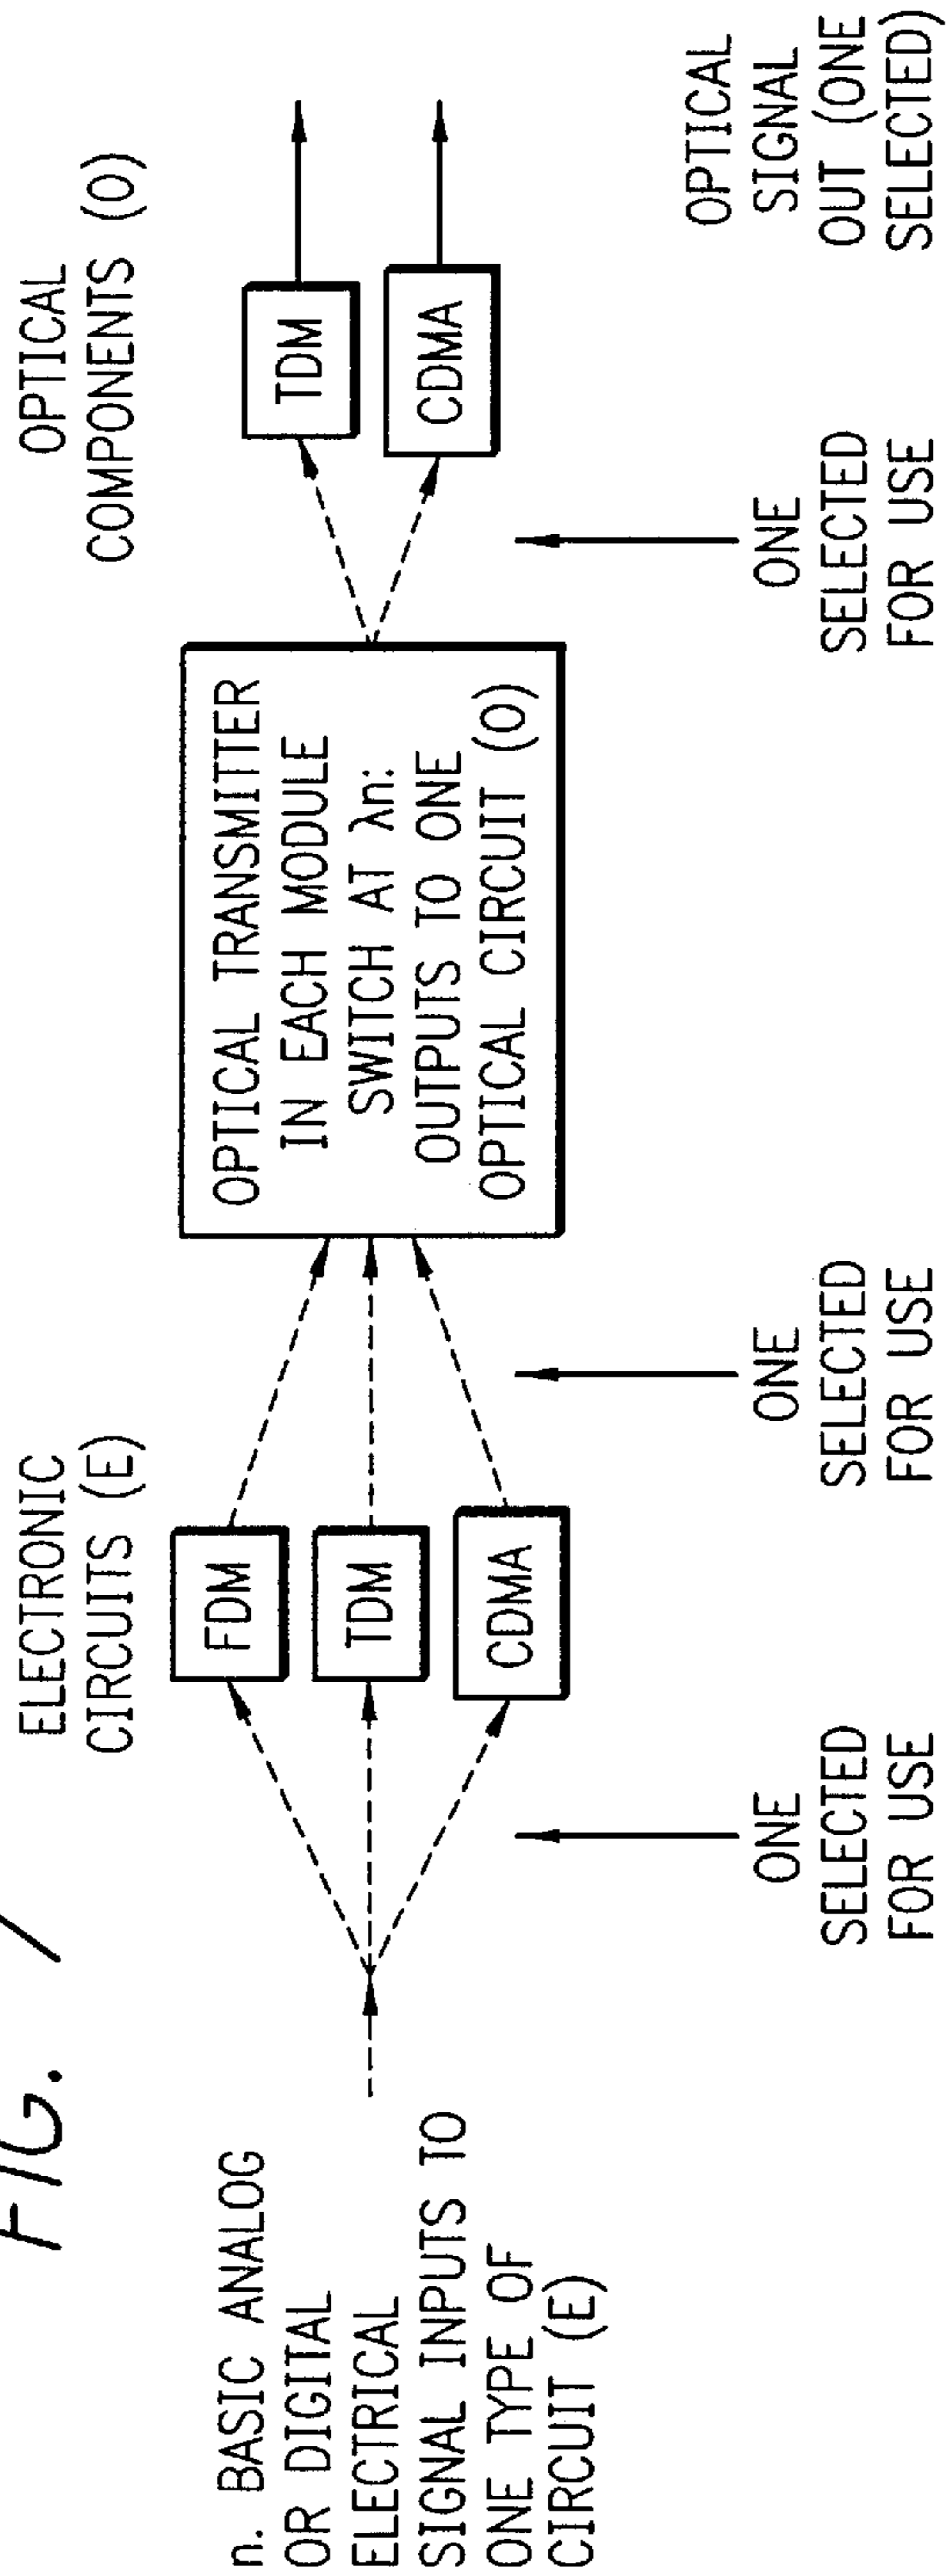 FIG.
n. BASIC ANALOG
OR DIGITAL
ELECTRICAL
SIGNAL INPUTS TO
ONE TYPE OF
CIRCUIT (E)
ELECTRONIC
CIRCUITS (E)
FDM
TDM
CDMA
OPTICAL TRANSMITTER
IN EACH MODULE
SWITCH AT λn:
OUTPUTS TO ONE
OPTICAL CIRCUIT (O)
OPTICAL
COMPONENTS (O)
TDM
CDMA
ONE
SELECTED
FOR USE
ONE
SELECTED
FOR USE
ONE
SELECTED
FOR USE
OPTICAL
SIGNAL
OUT (ONE
SELECTED)